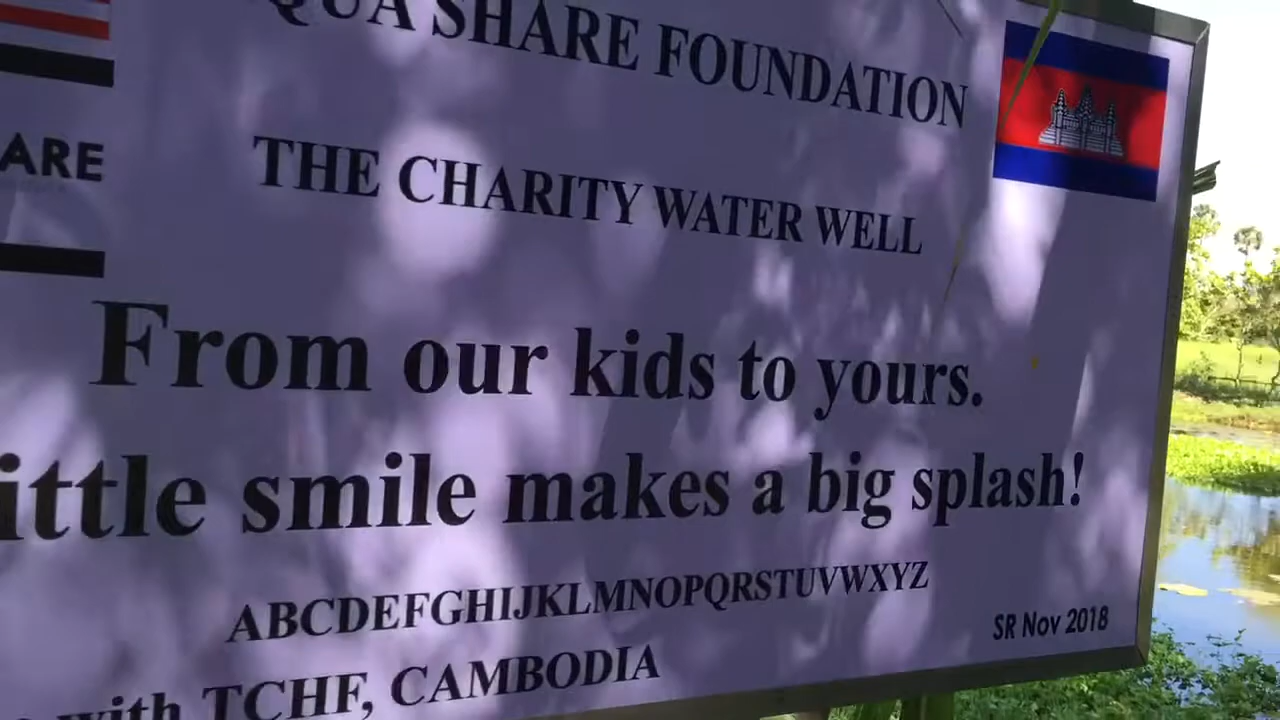 SHARE FOUNDATION
ARE
THE CHARITY WATER WELL
From our kids to yours.
ittle smile makes a big splash!
ABCDEFGHIJKLMNOPQRSTUVWXYZ
SR Nov 2018
with TCHF, CAMBODIA